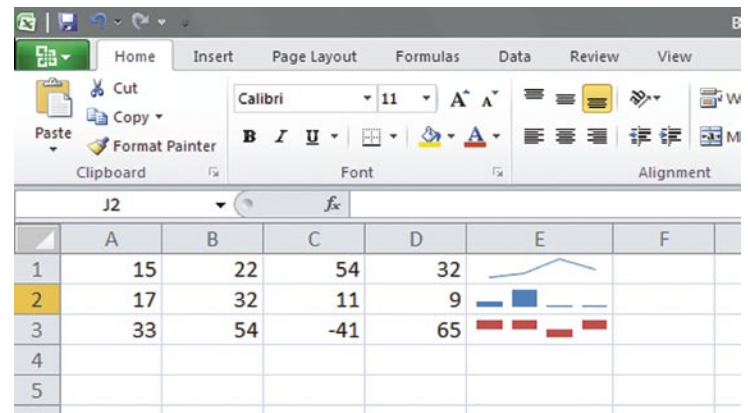 B
Home Insert Page Layout Formulas Data Review View
Cut
Copy
Format Painter
Paste
Calibri 11 A A
B I U A
W
M
Clipboard Font Alignment
J2 fx
A B C D E F
1 15 22 54 32
2 17 32 11 9
3 33 54 -41 65
4
5